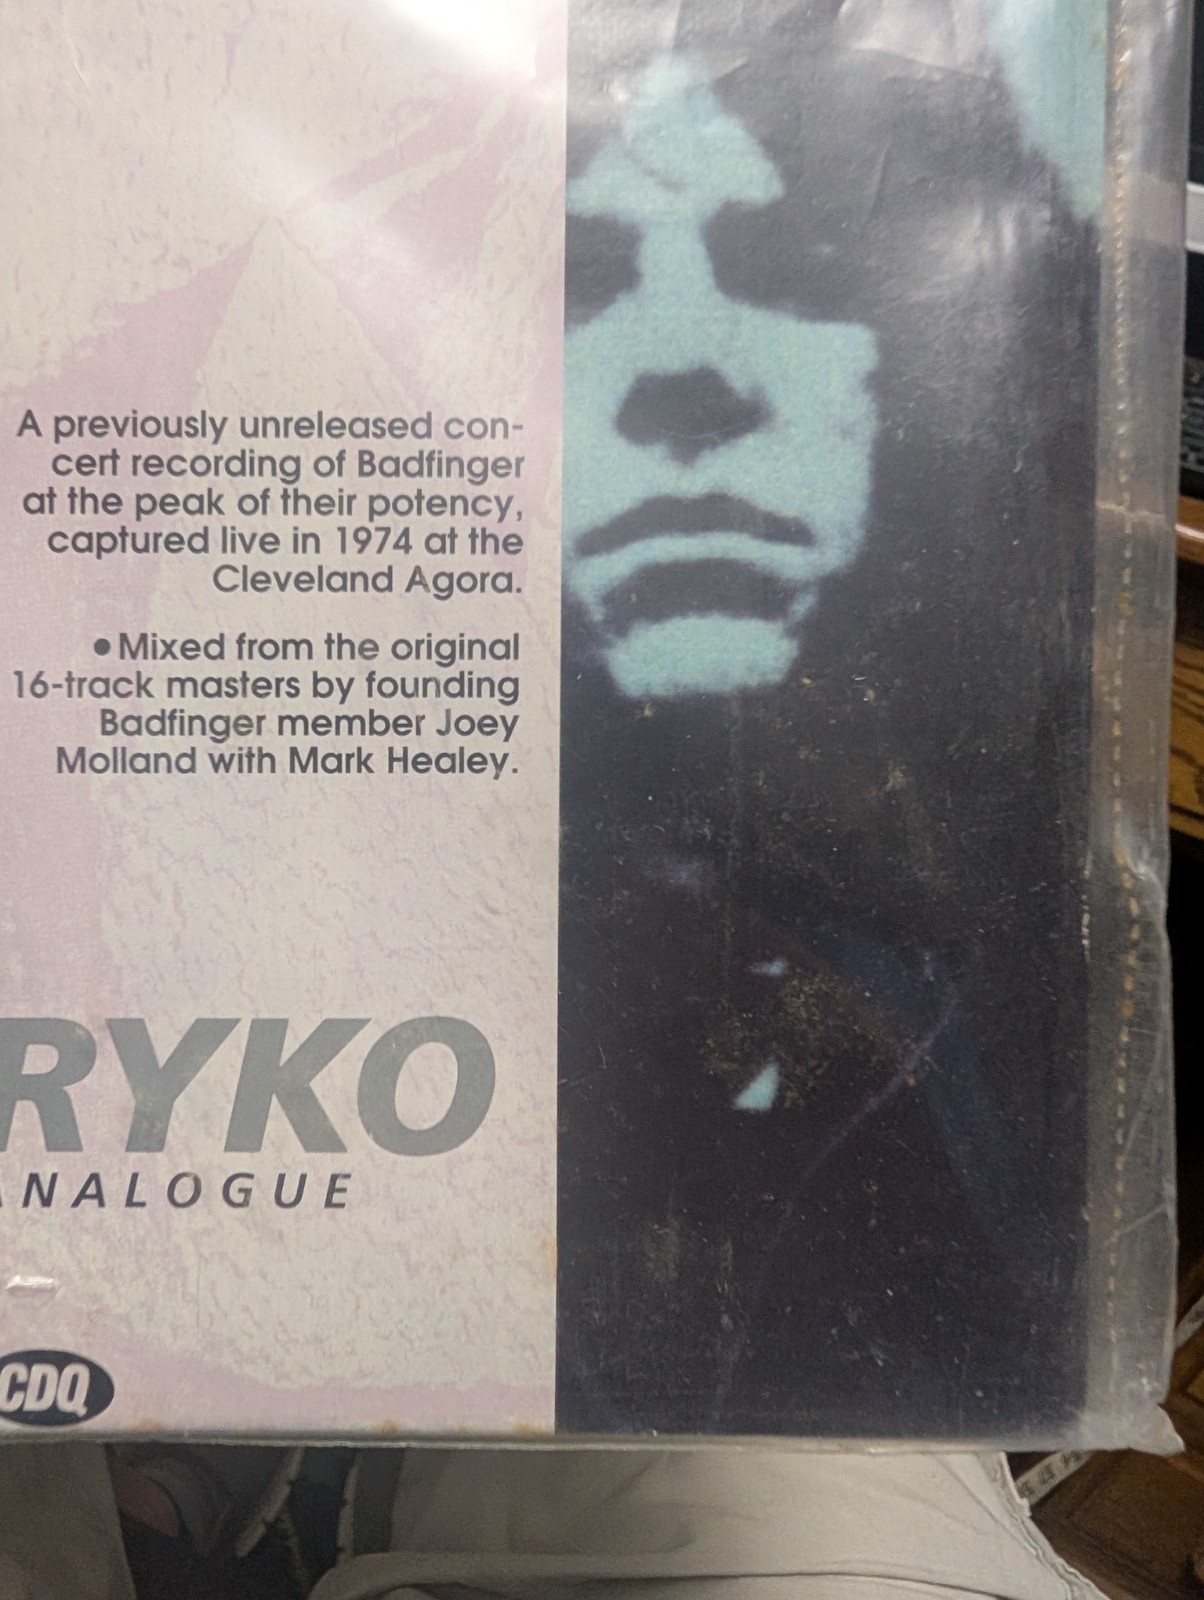 A previously unreleased con-
cert recording of Badfinger
at the peak of their potency,
captured live in 1974 at the
Cleveland Agora.
• Mixed from the original
16-track masters by founding
Badfinger member Joey
Molland with Mark Healey.
RYKO
ANALOGUE
CDQ